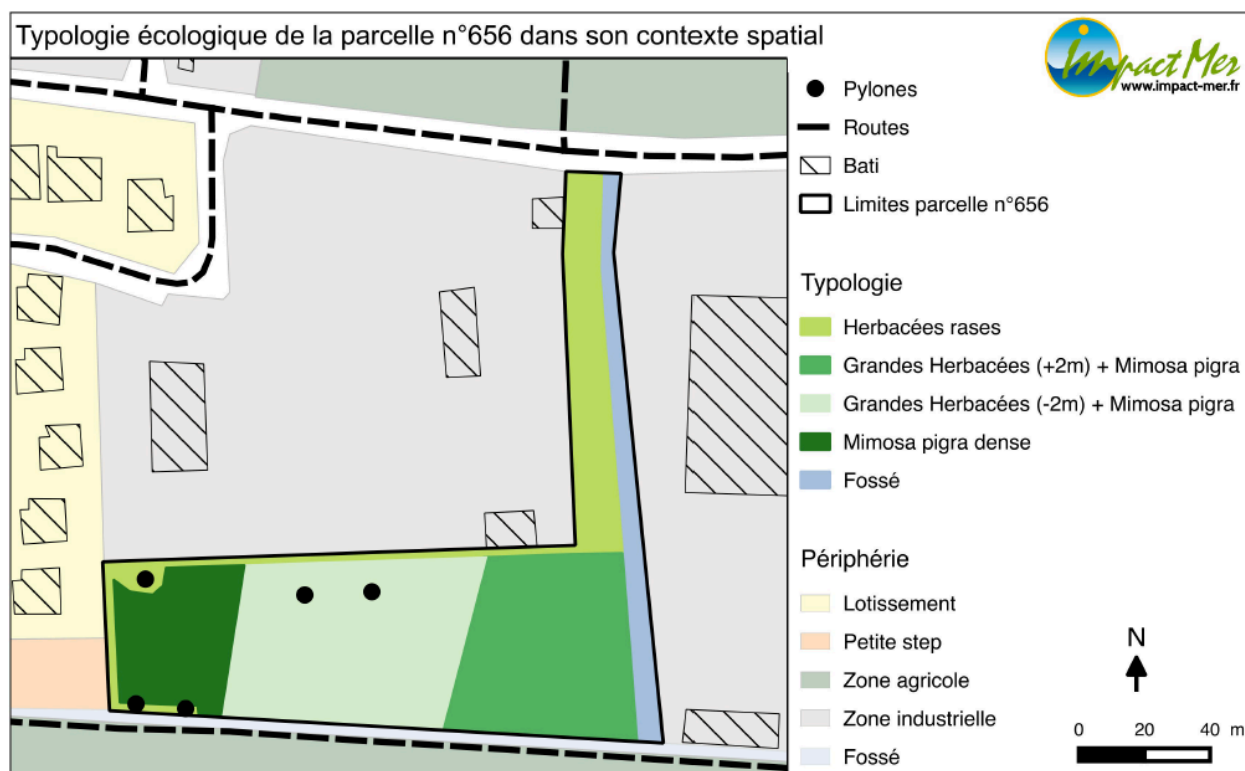 Typologie écologique de la parcelle n°656 dans son contexte spatial
Impact Mer
www.impact-mer.fr
Pylones
Routes
Bati
Limites parcelle n°656
Typologie
Herbacées rases
Grandes Herbacées (+2m) + Mimosa pigra
Grandes Herbacées (-2m) + Mimosa pigra
Mimosa pigra dense
Fossé
Périphérie
Lotissement
Petite step
Zone agricole
Zone industrielle
Fossé
N
0 20 40 m